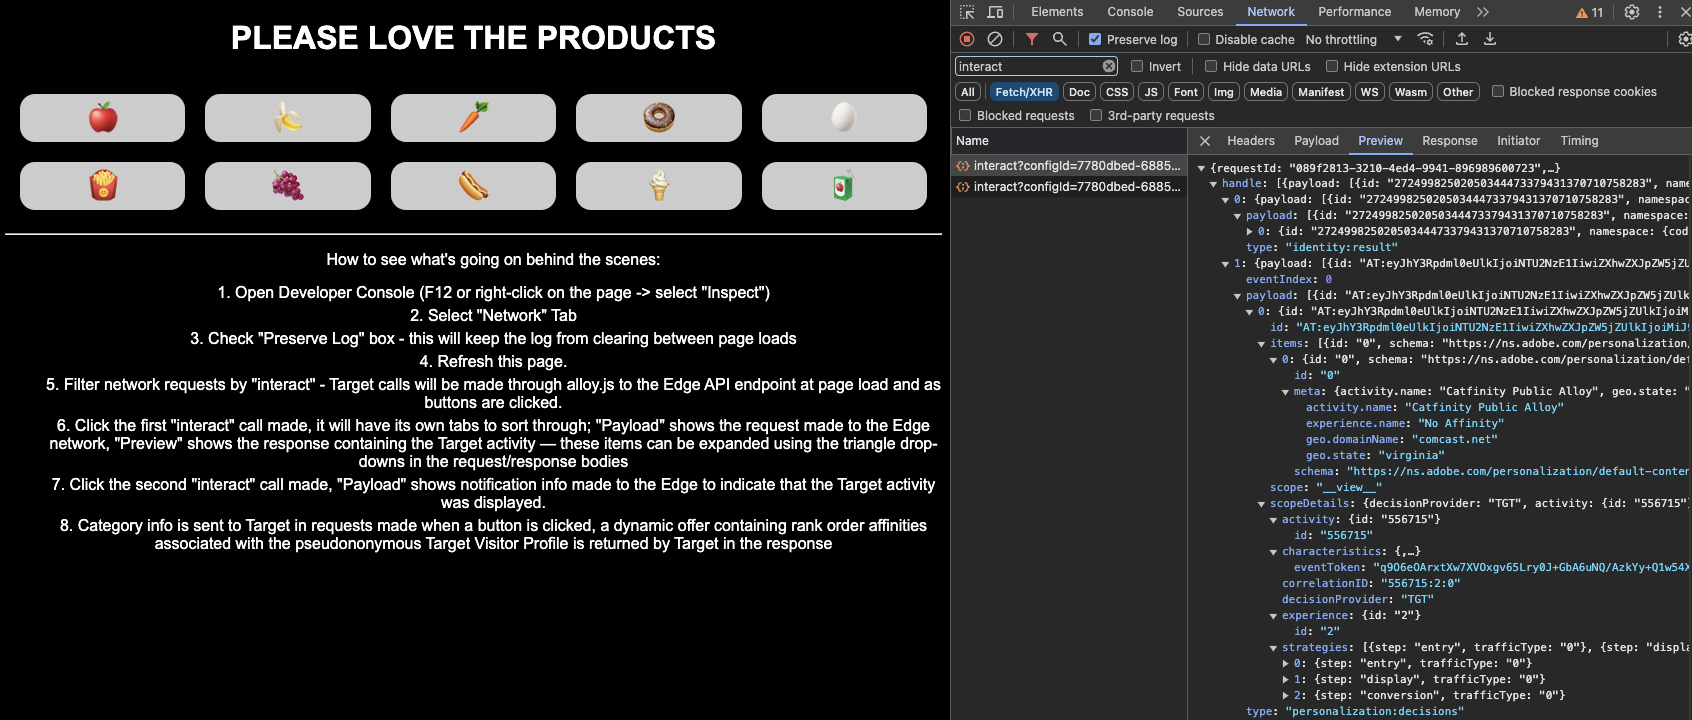 PLEASE LOVE THE PRODUCTS
How to see what's going on behind the scenes:
1. Open Developer Console (F12 or right-click on the page -> select "Inspect")
2. Select "Network" Tab
3. Check "Preserve Log" box - this will keep the log from clearing between page loads
4. Refresh this page.
5. Filter network requests by "interact" - Target calls will be made through alloy.js to the Edge API endpoint at page load and as
buttons are clicked.
6. Click the first "interact" call made, it will have its own tabs to sort through; "Payload" shows the request made to the Edge
network, "Preview" shows the response containing the Target activity — these items can be expanded using the triangle drop-
downs in the request/response bodies
7. Click the second "interact" call made, "Payload" shows notification info made to the Edge to indicate that the Target activity
was displayed.
8. Category info is sent to Target in requests made when a button is clicked, a dynamic offer containing rank order affinities
associated with the pseudononymous Target Visitor Profile is returned by Target in the response
Elements Console Sources Network Performance Memory 11
Preserve log Disable cache No throttling
interact Invert Hide data URLs Hide extension URLs
All Fetch/XHR Doc CSS JS Font Img Media Manifest WS Wasm Other Blocked response cookies
Blocked requests 3rd-party requests
Name
interact?configId=7780dbed-6885...
interact?configId=7780dbed-6885...
Headers Payload Preview Response Initiator Timing
{requestId: "089f2813-3210-4ed4-9941-896989600723",…}
handle: [{payload: [{id: "27249982502050344473379431370710758283", name
0: {payload: [{id: "27249982502050344473379431370710758283", namespac
payload: [{id: "27249982502050344473379431370710758283", namespace:
0: {id: "27249982502050344473379431370710758283", namespace: {cod
type: "identity:result"
1: {payload: [{id: "AT:eyJhY3Rpdml0eUlkIjoiNTU2NzE1IiwiZXhwZXJpZW5jZU
eventIndex: 0
payload: [{id: "AT:eyJhY3Rpdml0eUlkIjoiNTU2NzE1IiwiZXhwZXJpZW5jZUlk
0: {id: "AT:eyJhY3Rpdml0eUlkIjoiNTU2NzE1IiwiZXhwZXJpZW5jZUlkIjoiM
id: "AT:eyJhY3Rpdml0eUlkIjoiNTU2NzE1IiwiZXhwZXJpZW5jZUlkIjoiMiJ9
items: [{id: "0", schema: "https://ns.adobe.com/personalization/
0: {id: "0", schema: "https://ns.adobe.com/personalization/def
id: "0"
meta: {activity.name: "Catfinity Public Alloy", geo.state: "
activity.name: "Catfinity Public Alloy"
experience.name: "No Affinity"
geo.domainName: "comcast.net"
geo.state: "virginia"
schema: "https://ns.adobe.com/personalization/default-conten
scope: "__view__"
scopeDetails: {decisionProvider: "TGT", activity: {id: "556715"}
activity: {id: "556715"}
id: "556715"
characteristics: {,…}
eventToken: "q9O6eOArxtXw7XVOxgv65Lry0J+GbA6uNQ/AzkYy+Q1w54X
correlationID: "556715:2:0"
decisionProvider: "TGT"
experience: {id: "2"}
id: "2"
strategies: [{step: "entry", trafficType: "0"}, {step: "displa
0: {step: "entry", trafficType: "0"}
1: {step: "display", trafficType: "0"}
2: {step: "conversion", trafficType: "0"}
type: "personalization:decisions"